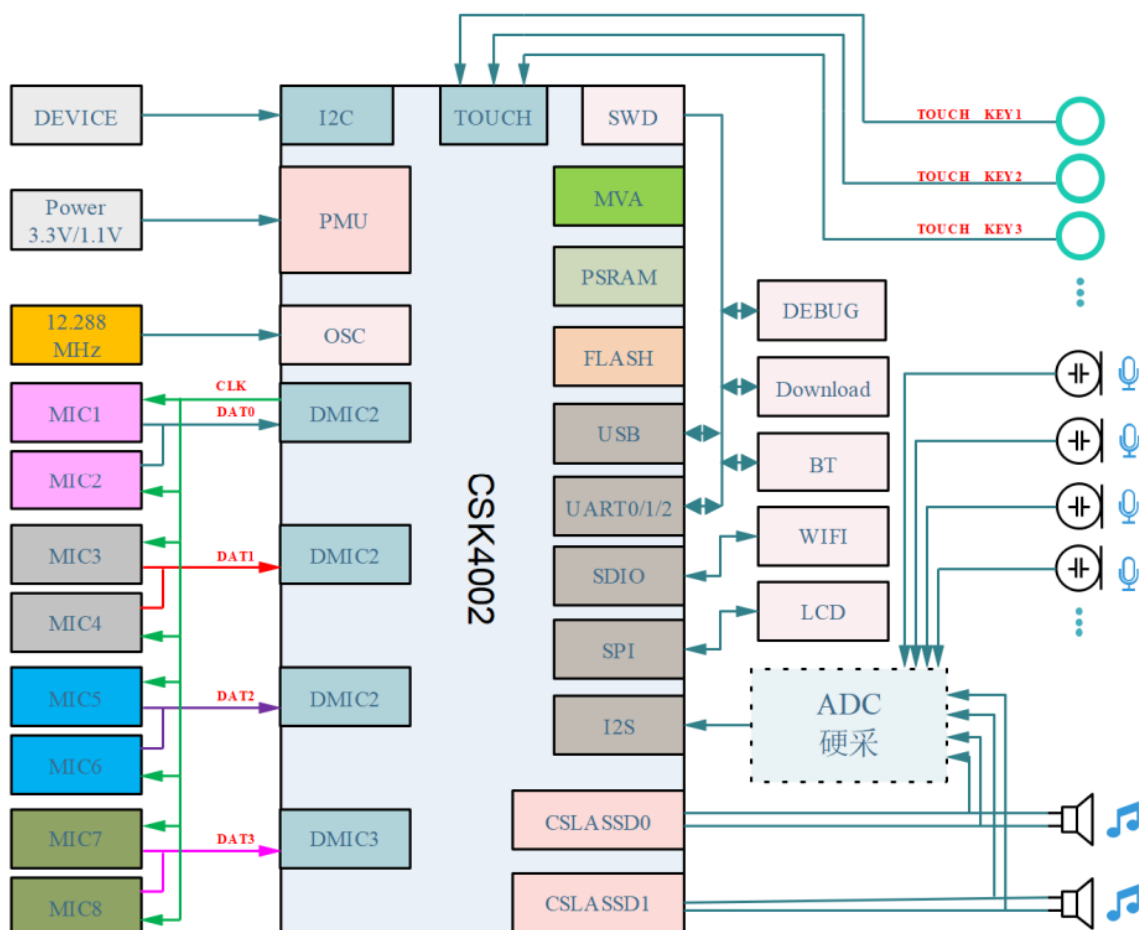 DEVICE
I2C
TOUCH
SWD
TOUCH KEY1
Power
3.3V/1.1V
PMU
MVA
TOUCH KEY2
TOUCH KEY3
PSRAM
DEBUG
12.288
MHz
OSC
FLASH
Download
CLK
MIC1
DAT0
DMIC2
USB
BT
MIC2
CSK4002
UART0/1/2
WIFI
MIC3
DAT1
DMIC2
SDIO
MIC4
LCD
SPI
MIC5
DAT2
DMIC2
I2S
ADC
硬采
MIC6
MIC7
DAT3
DMIC3
CSLASSD0
MIC8
CSLASSD1